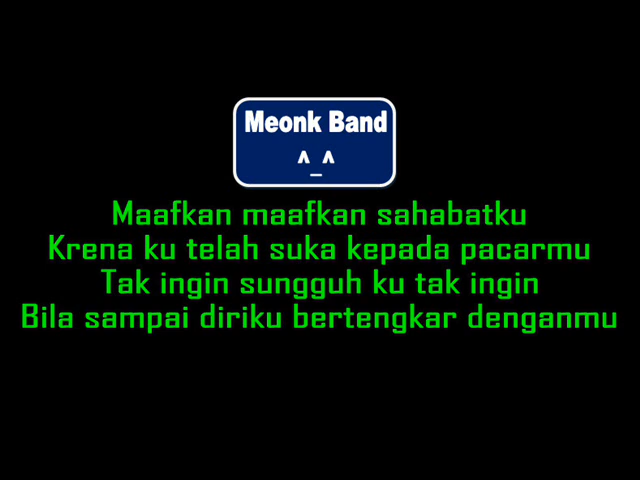 Meonk Band
^_^
Maafkan maafkan sahabatku
Krena ku telah suka kepada pacarmu
Tak ingin sungguh ku tak ingin
Bila sampai diriku bertengkar denganmu